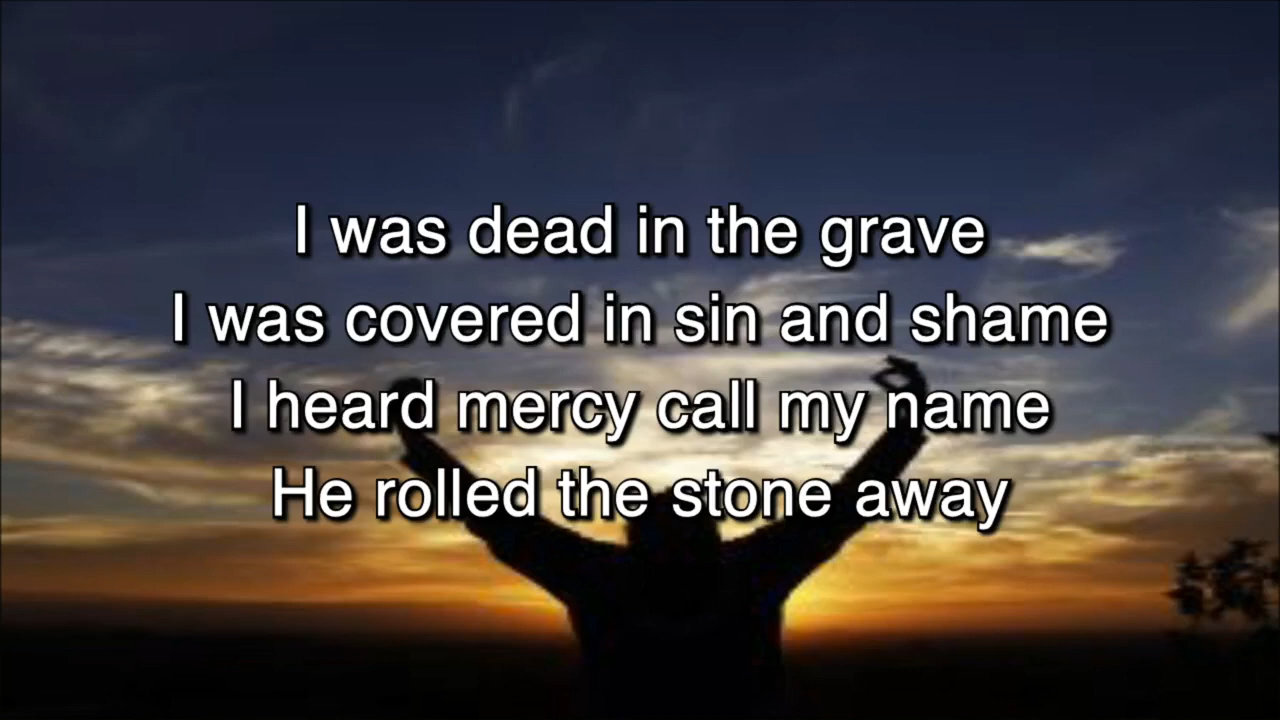 I was dead in the grave
I was covered in sin and shame
I heard mercy call my name
He rolled the stone away